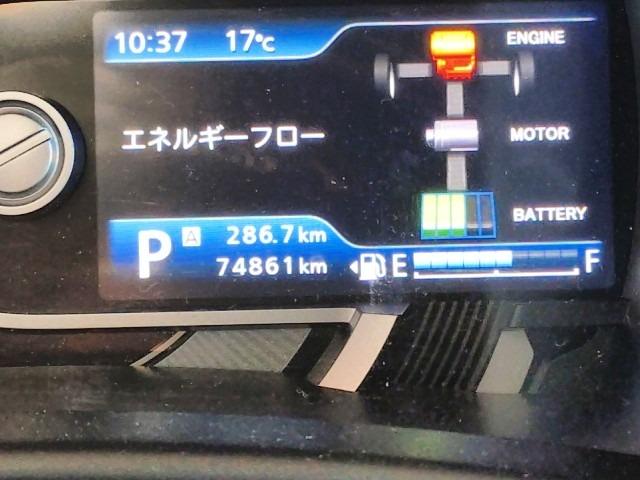 10:37 17℃
ENGINE
エネルギーフロー
MOTOR
BATTERY
P A 286.7km
74861km
E F